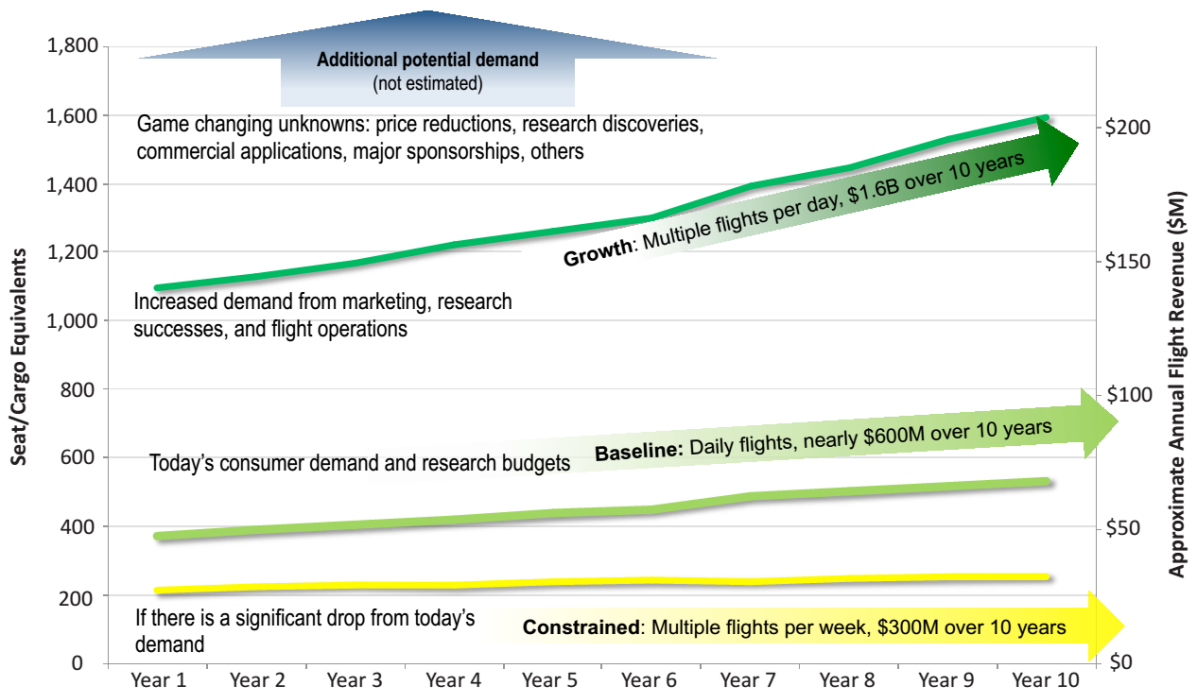 Additional potential demand
(not estimated)
1,800
1,600
1,400
1,200
1,000
800
600
400
200
0
Seat/Cargo Equivalents
Game changing unknowns: price reductions, research discoveries,
commercial applications, major sponsorships, others
Growth: Multiple flights per day, $1.6B over 10 years
Increased demand from marketing, research
successes, and flight operations
Baseline: Daily flights, nearly $600M over 10 years
Today's consumer demand and research budgets
If there is a significant drop from today's
demand
Constrained: Multiple flights per week, $300M over 10 years
$200
$150
$100
$50
$0
Approximate Annual Flight Revenue ($M)
Year 1 Year 2 Year 3 Year 4 Year 5 Year 6 Year 7 Year 8 Year 9 Year 10